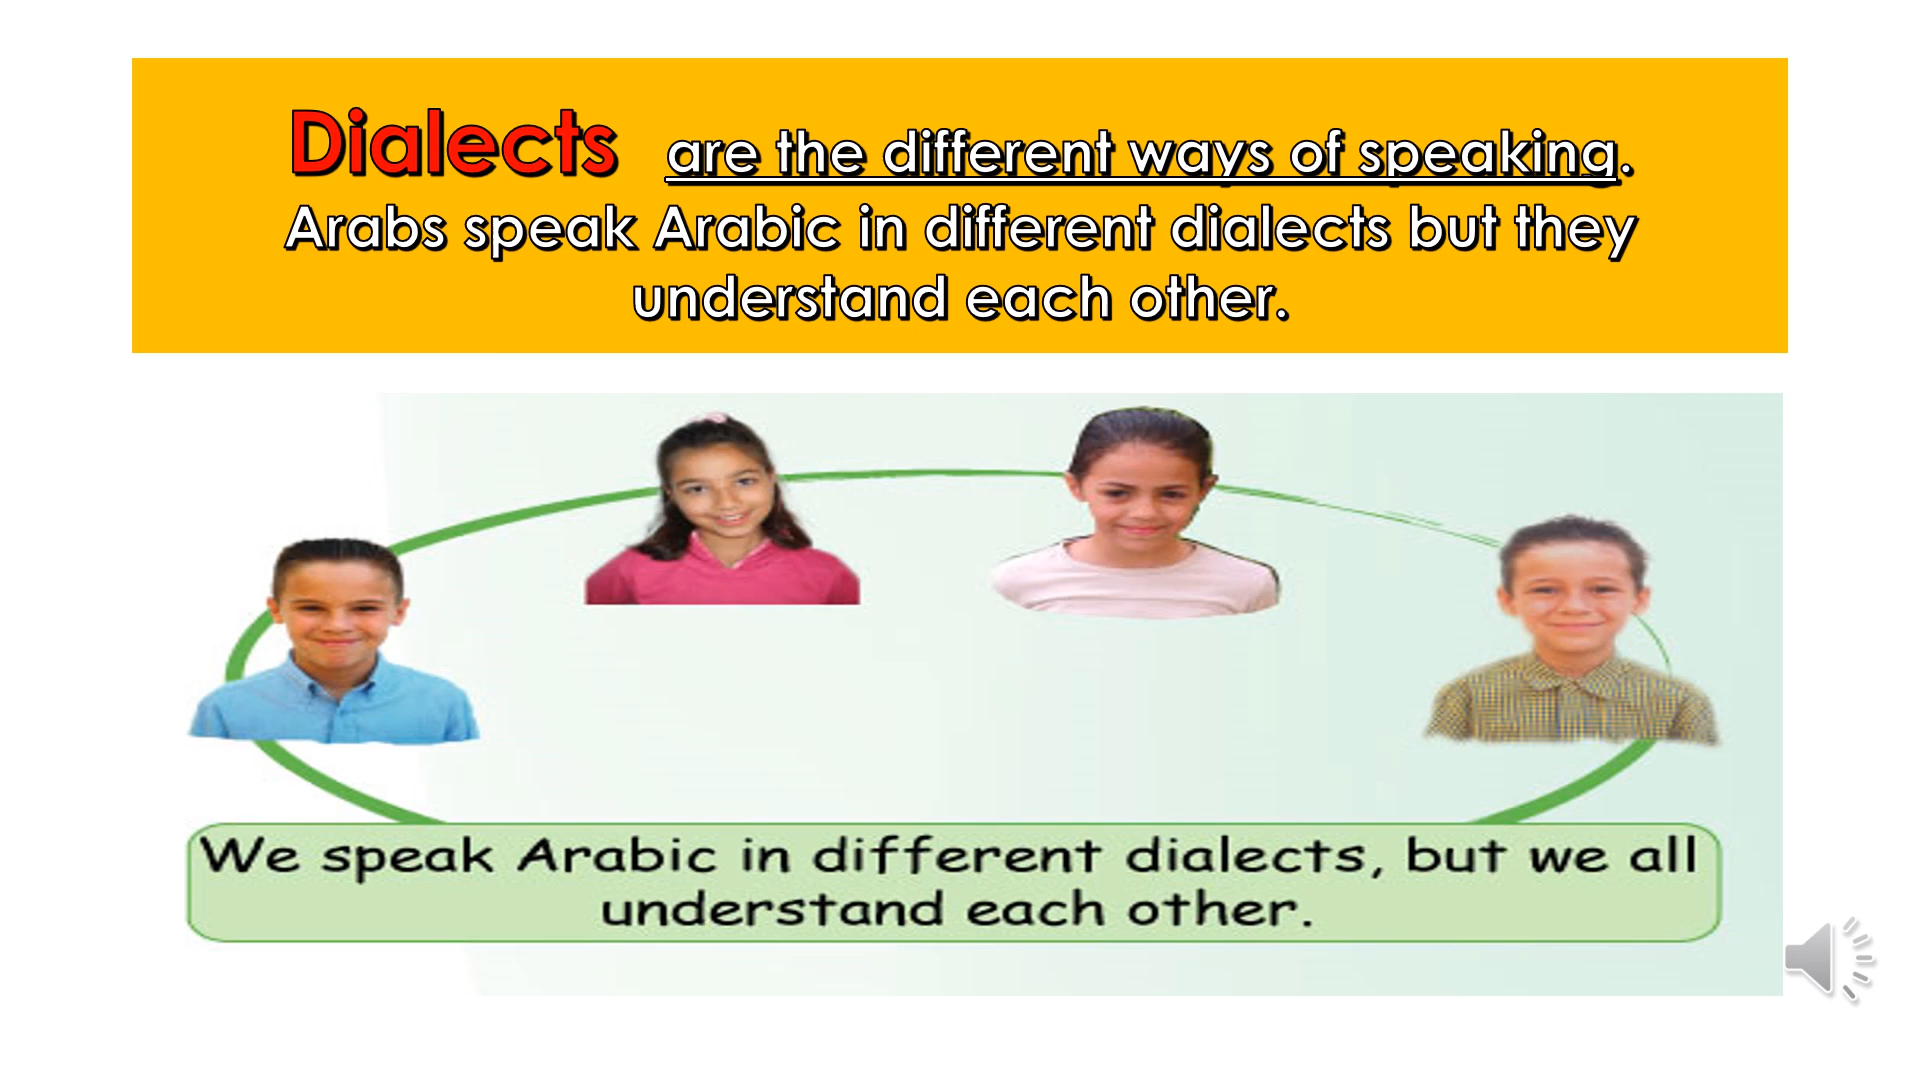 Dialects are the different ways of speaking.
Arabs speak Arabic in different dialects but they
understand each other.
We speak Arabic in different dialects, but we all
understand each other.